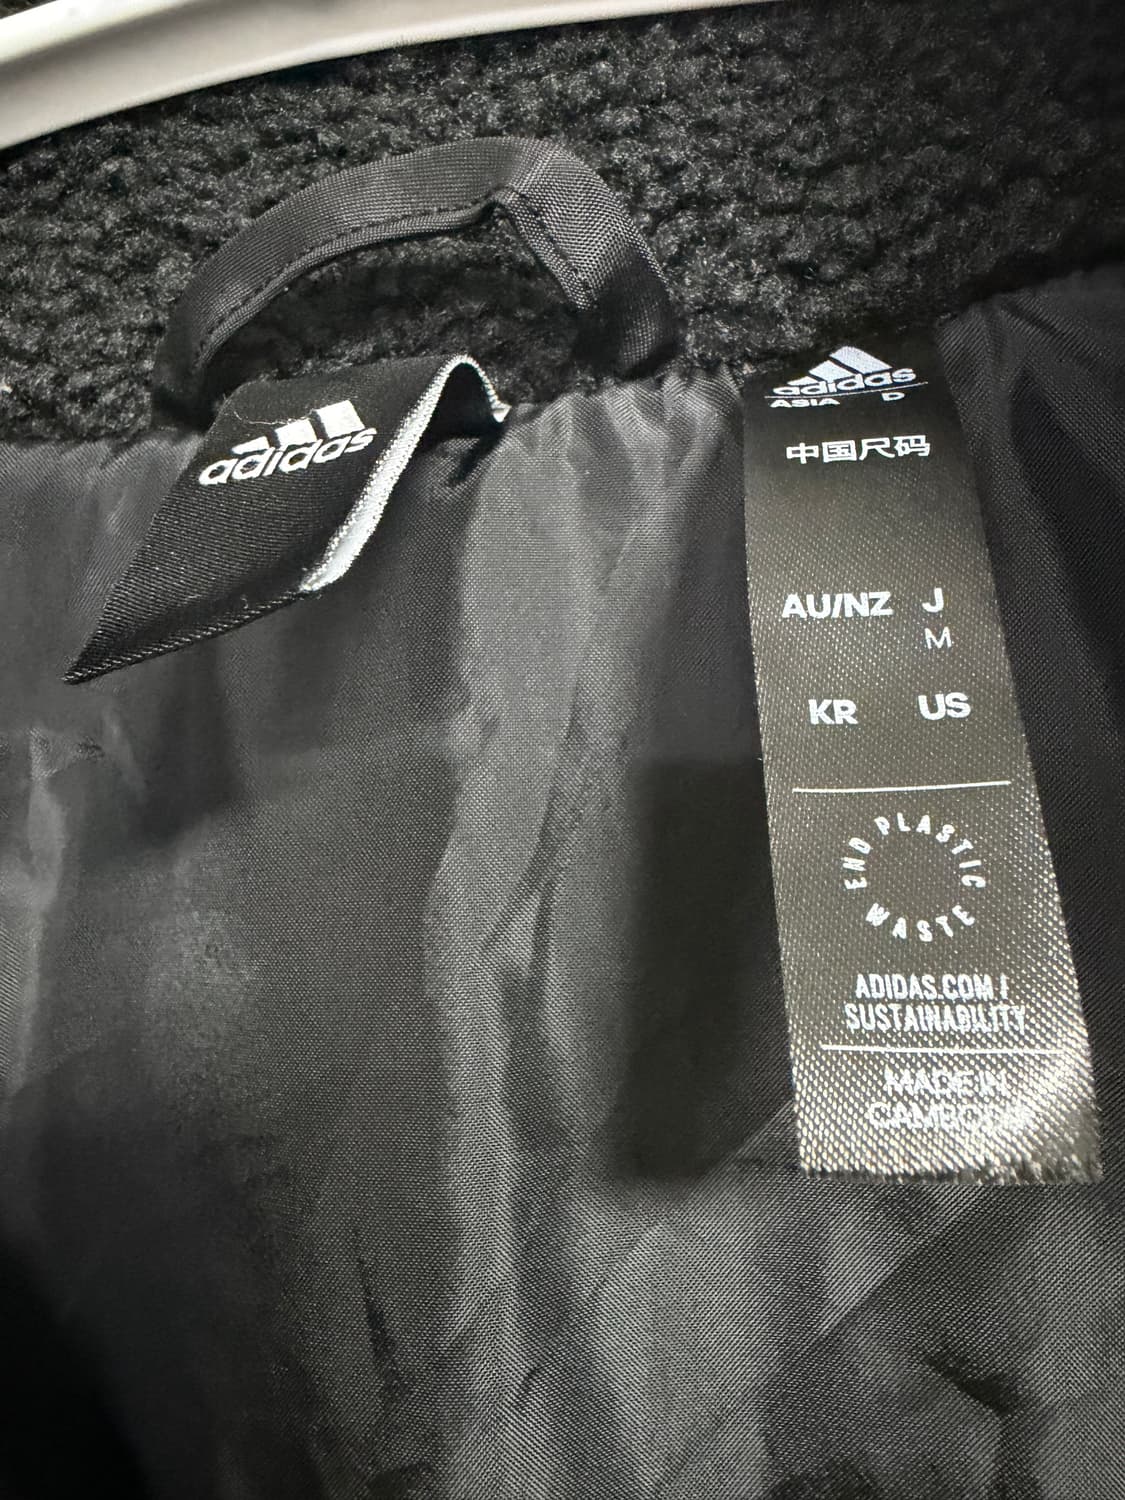 adidas
adidas
ASIA D
中国尺码
AU/NZ J
M
KR US
END PLASTIC WASTE
ADIDAS.COM /
SUSTAINABILITY
MADE IN
CAMBODIA